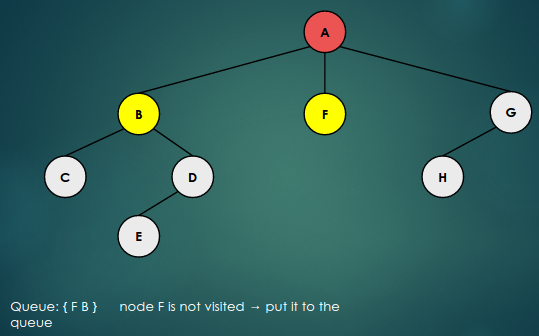 A
B
F
G
C
D
H
E
Queue: { F B } node F is not visited → put it to the
queue